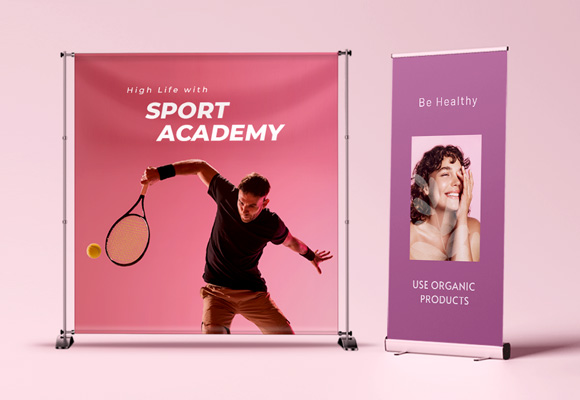 High Life with
SPORT
ACADEMY
Be Healthy
USE ORGANIC
PRODUCTS